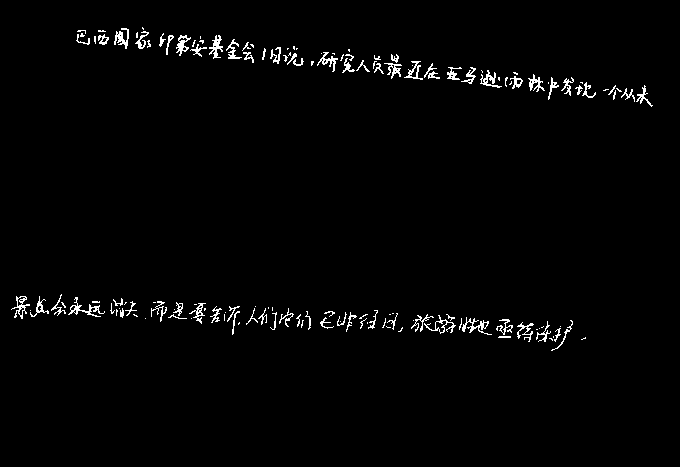 巴西国家印第安基金会1日说,研究人员最近在亚马逊雨林中发现一个从未
景点会永远消失,而是要告诉人们它们已非往日,旅游胜地亟待保护.